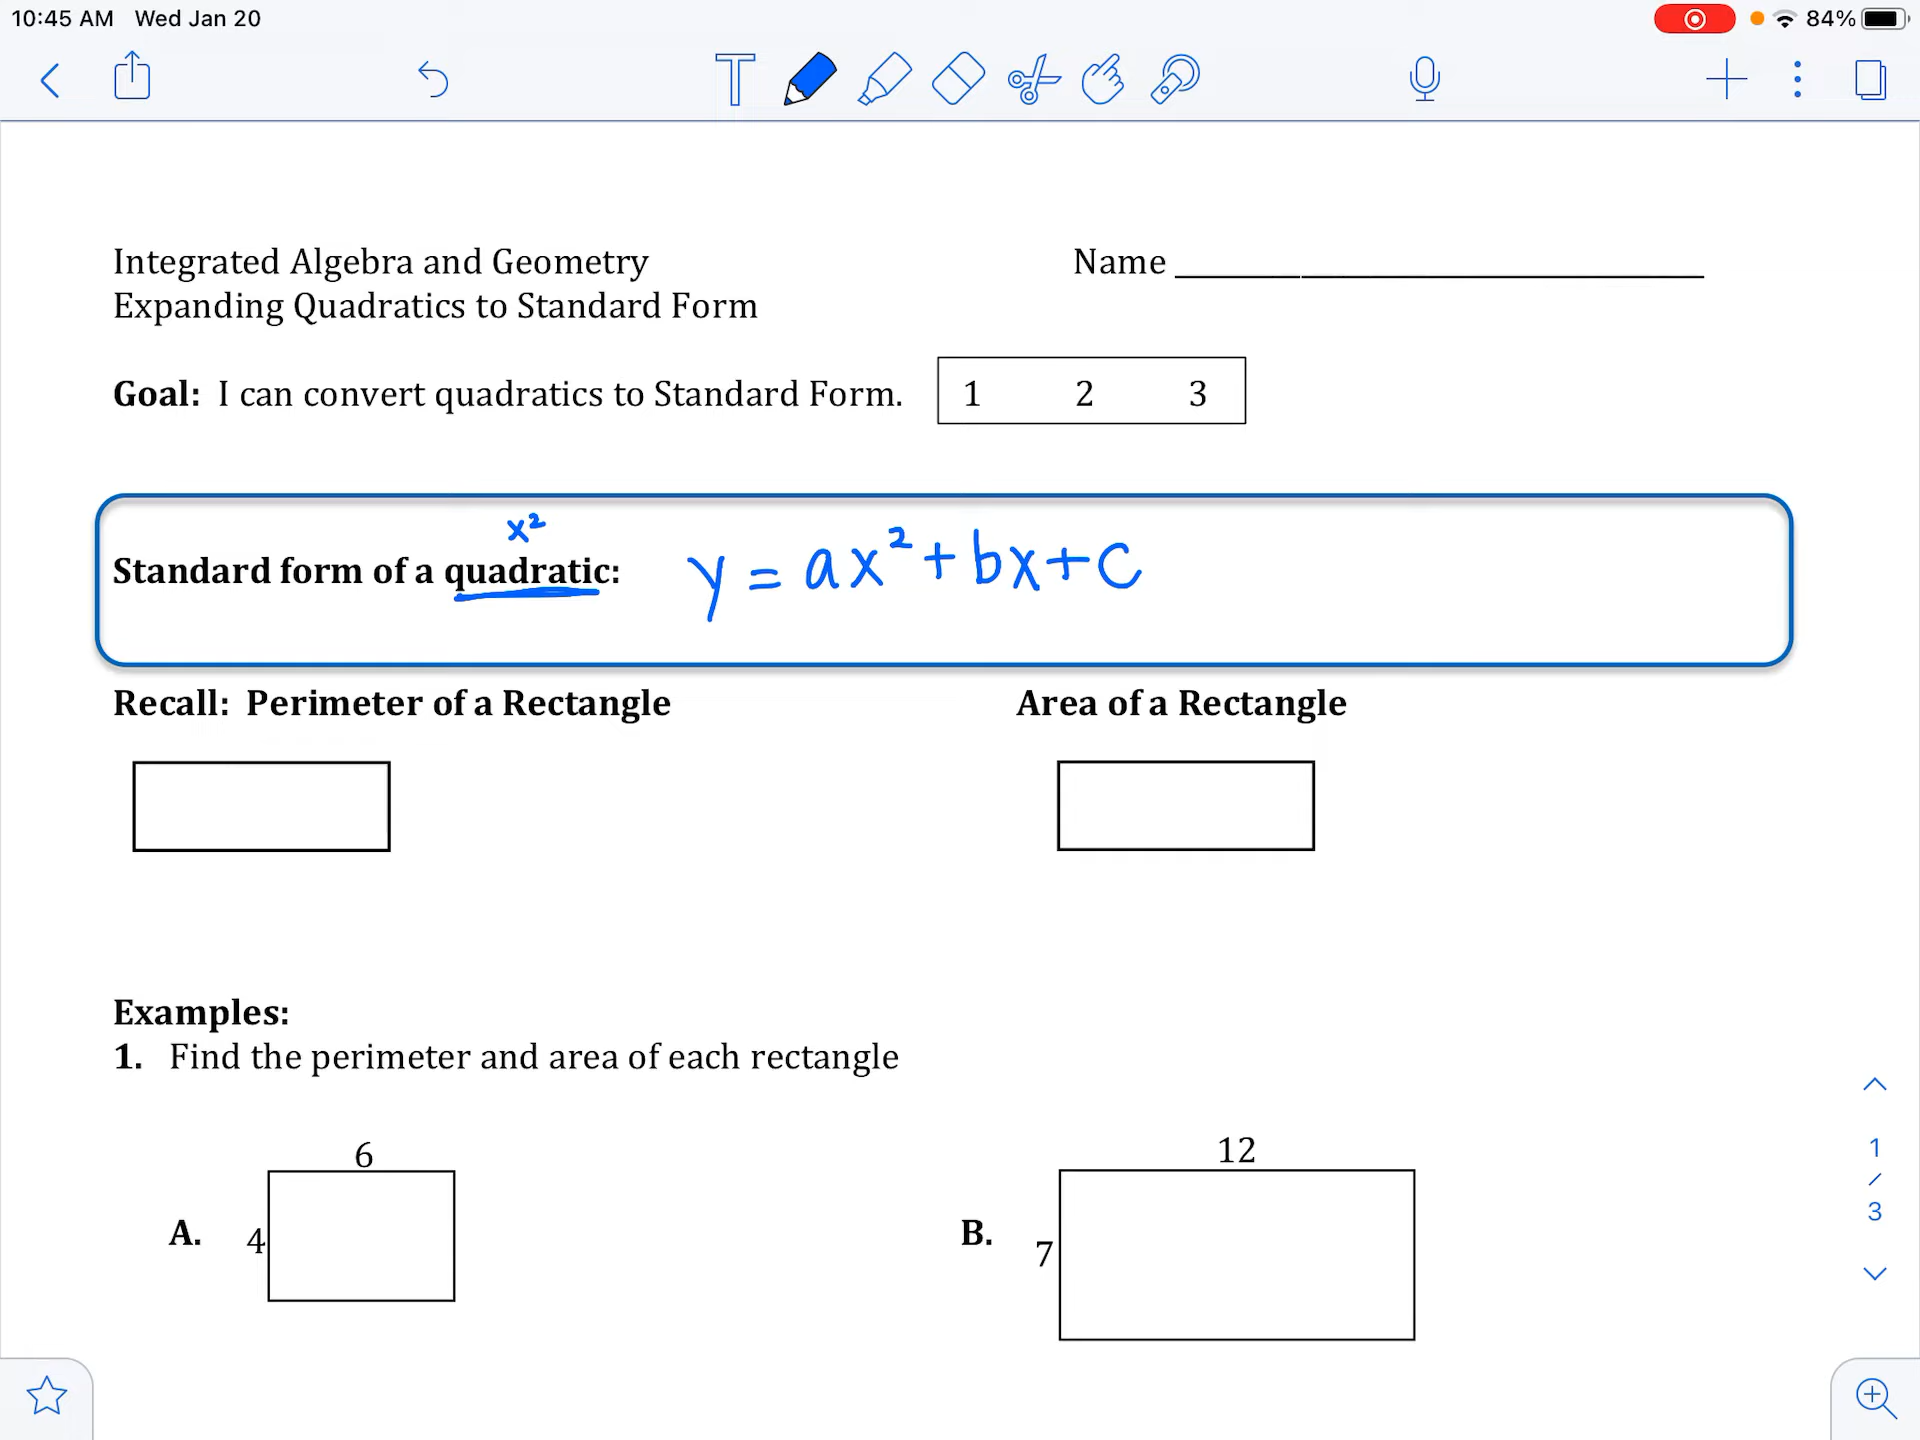 10:45 AM Wed Jan 20 84%
T
Integrated Algebra and Geometry Name
Expanding Quadratics to Standard Form
Goal: I can convert quadratics to Standard Form. 1 2 3
x²
Standard form of a quadratic: y = ax² + bx + c
Recall: Perimeter of a Rectangle Area of a Rectangle
Examples:
1. Find the perimeter and area of each rectangle
6 12
A. 4 B. 7
1
/
3